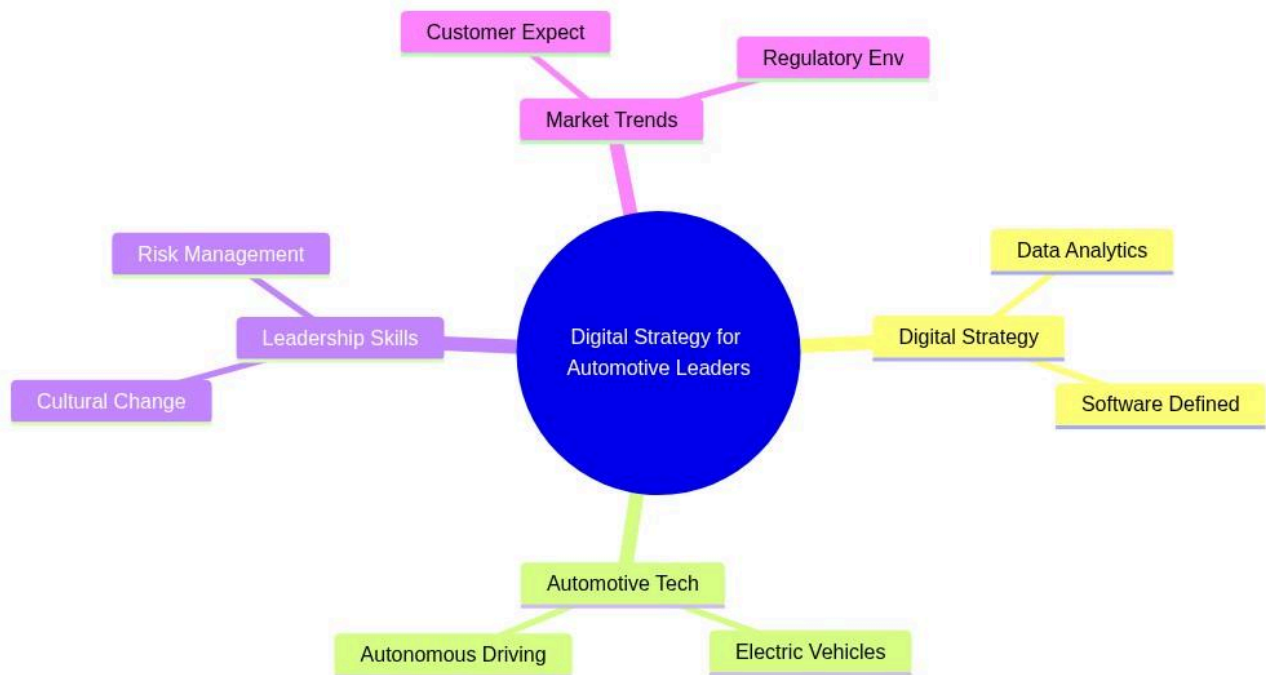 Customer Expect
Regulatory Env
Market Trends
Risk Management
Data Analytics
Leadership Skills
Digital Strategy for
Automotive Leaders
Digital Strategy
Cultural Change
Software Defined
Automotive Tech
Autonomous Driving
Electric Vehicles